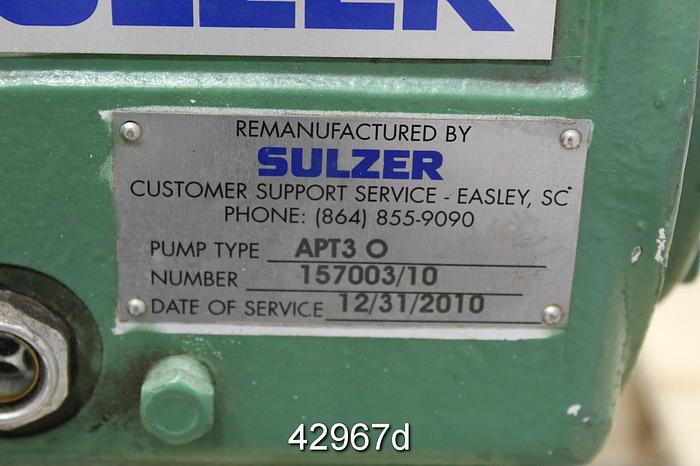 SULZER
REMANUFACTURED BY
SULZER
CUSTOMER SUPPORT SERVICE - EASLEY, SC
PHONE: (864) 855-9090
PUMP TYPE APT3 O
NUMBER 157003/10
DATE OF SERVICE 12/31/2010
42967d